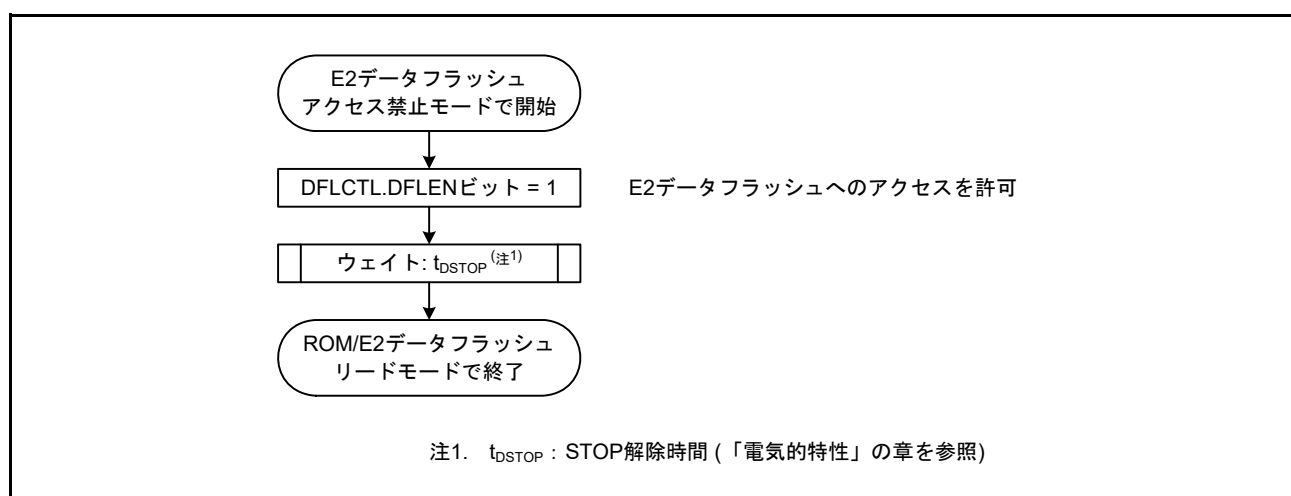 E2データフラッシュ
アクセス禁止モードで開始
DFLCTL.DFLENビット = 1
E2データフラッシュへのアクセスを許可
ウェイト: tDSTOP (注1)
ROM/E2データフラッシュ
リードモードで終了
注1. tDSTOP : STOP解除時間 (「電気的特性」の章を参照)